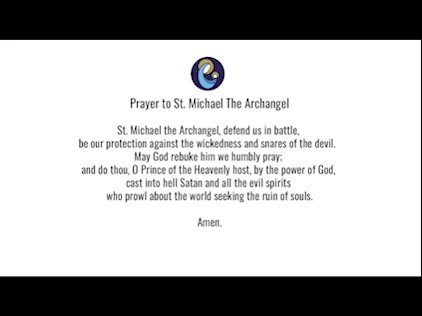 Prayer to St. Michael The Archangel
St. Michael the Archangel, defend us in battle,
be our protection against the wickedness and snares of the devil.
May God rebuke him we humbly pray;
and do thou, O Prince of the Heavenly host, by the power of God,
cast into hell Satan and all the evil spirits
who prowl about the world seeking the ruin of souls.
Amen.